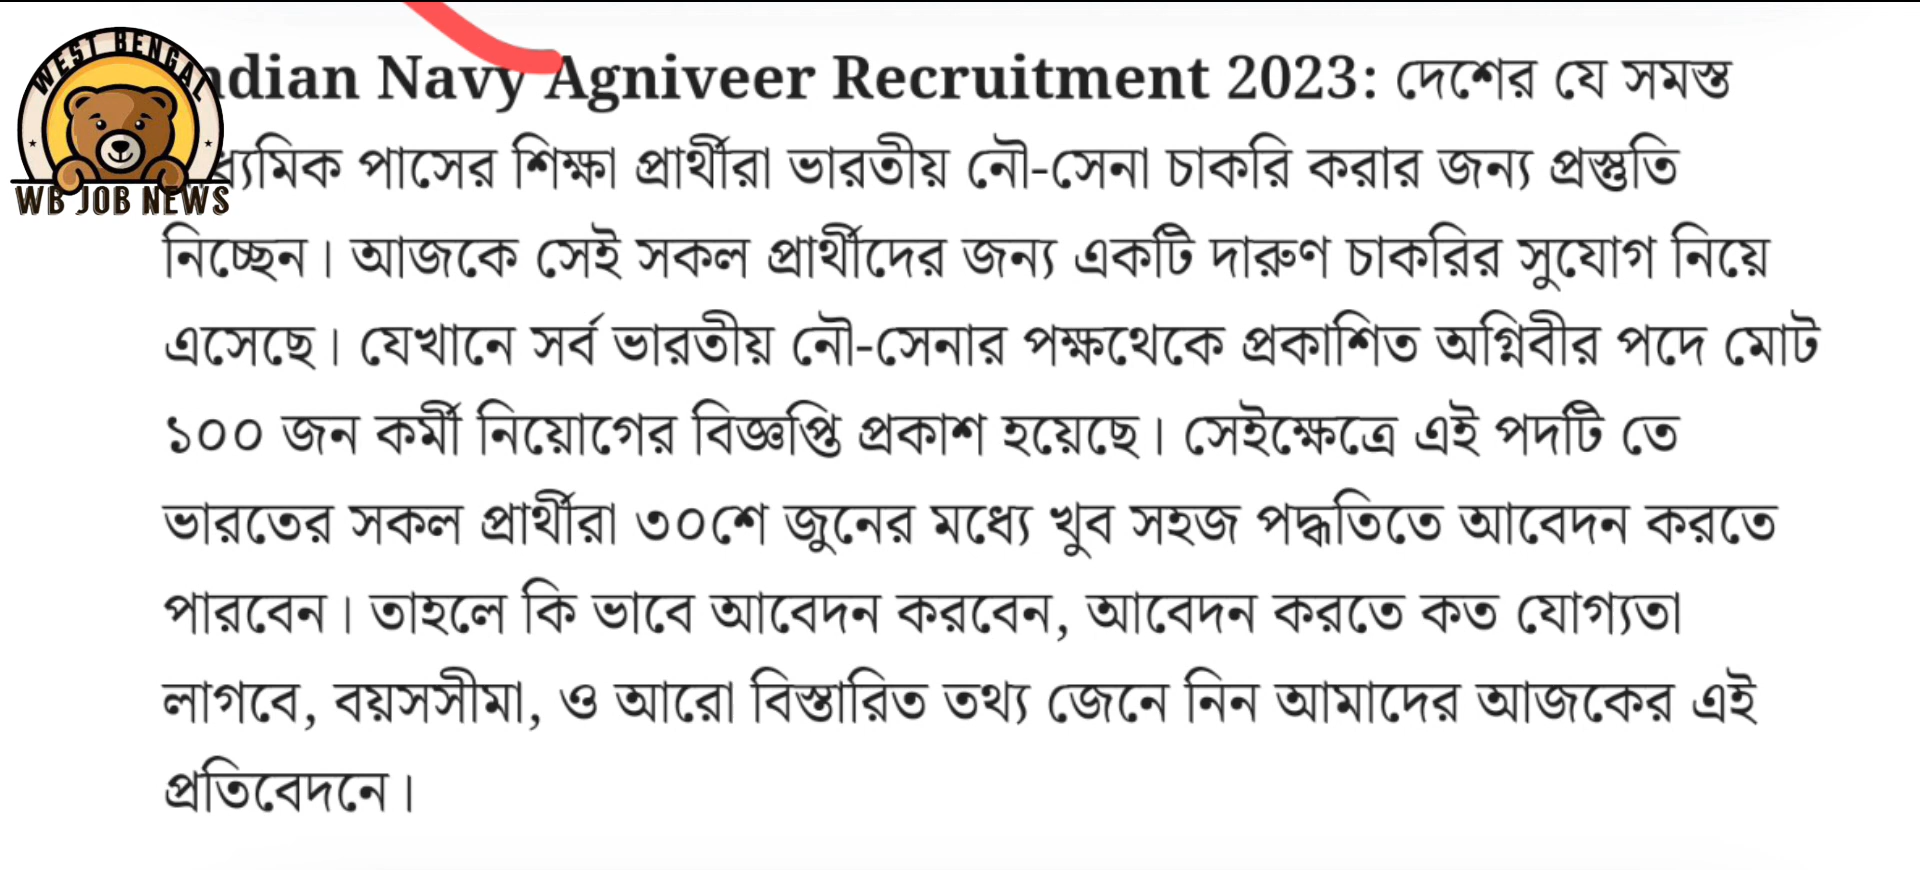 WEST BENGAL
WB JOB NEWS
ndian Navy Agniveer Recruitment 2023: দেশের যে সমস্ত
ধ্যমিক পাসের শিক্ষা প্রার্থীরা ভারতীয় নৌ-সেনা চাকরি করার জন্য প্রস্তুতি
নিচ্ছেন। আজকে সেই সকল প্রার্থীদের জন্য একটি দারুণ চাকরির সুযোগ নিয়ে
এসেছে। যেখানে সর্ব ভারতীয় নৌ-সেনার পক্ষথেকে প্রকাশিত অগ্নিবীর পদে মোট
১০০ জন কর্মী নিয়োগের বিজ্ঞপ্তি প্রকাশ হয়েছে। সেইক্ষেত্রে এই পদটি তে
ভারতের সকল প্রার্থীরা ৩০শে জুনের মধ্যে খুব সহজ পদ্ধতিতে আবেদন করতে
পারবেন। তাহলে কি ভাবে আবেদন করবেন, আবেদন করতে কত যোগ্যতা
লাগবে, বয়সসীমা, ও আরো বিস্তারিত তথ্য জেনে নিন আমাদের আজকের এই
প্রতিবেদনে।